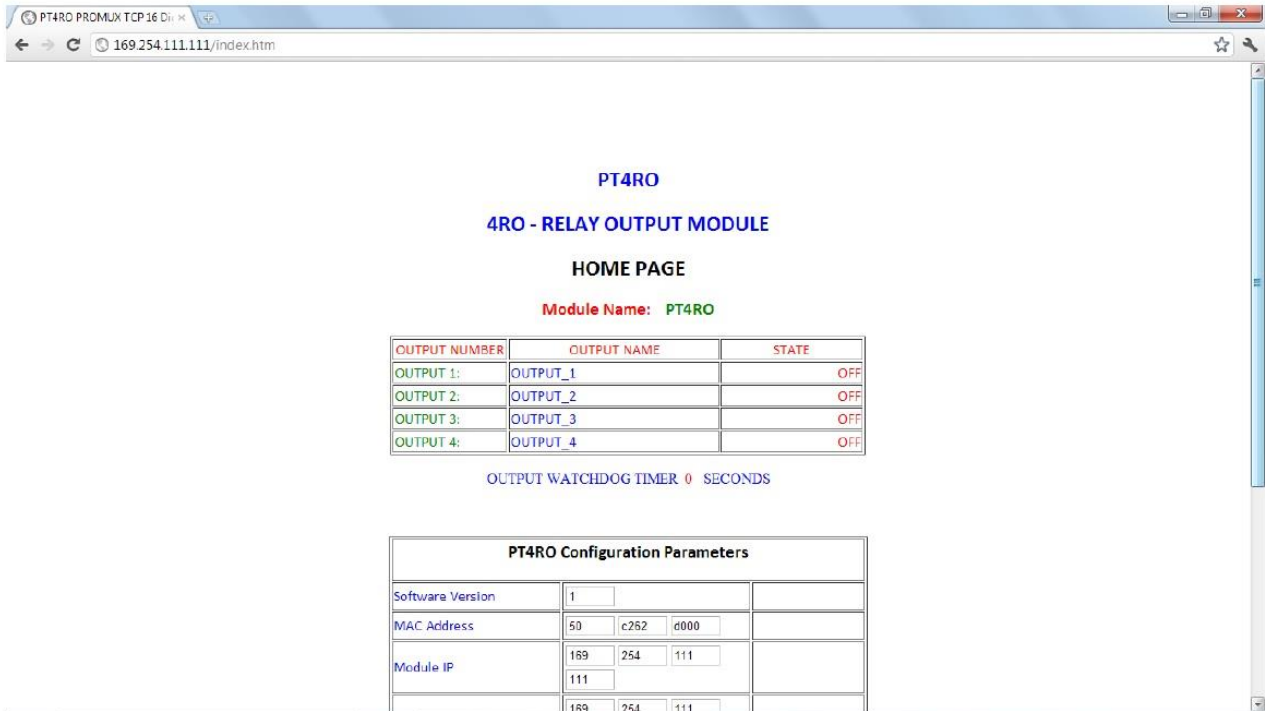 PT4RO PROMUX TCP 16 Di
169.254.111.111/index.htm
PT4RO
4RO - RELAY OUTPUT MODULE
HOME PAGE
Module Name: PT4RO
OUTPUT NUMBER OUTPUT NAME STATE
OUTPUT 1: OUTPUT_1 OFF
OUTPUT 2: OUTPUT_2 OFF
OUTPUT 3: OUTPUT_3 OFF
OUTPUT 4: OUTPUT_4 OFF
OUTPUT WATCHDOG TIMER 0 SECONDS
PT4RO Configuration Parameters
Software Version 1
MAC Address 50 c262 d000
Module IP 169 254 111
111
169 254 111